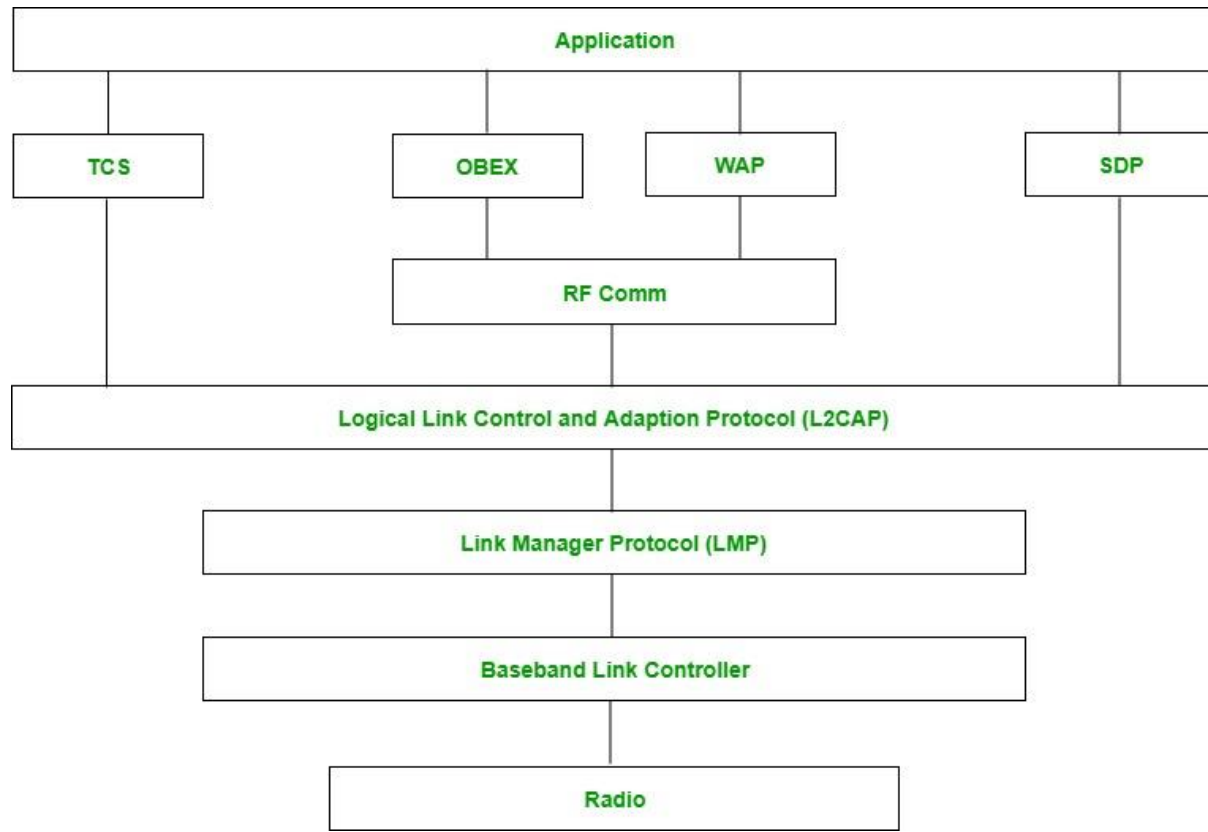 Application
TCS
OBEX
WAP
SDP
RF Comm
Logical Link Control and Adaption Protocol (L2CAP)
Link Manager Protocol (LMP)
Baseband Link Controller
Radio